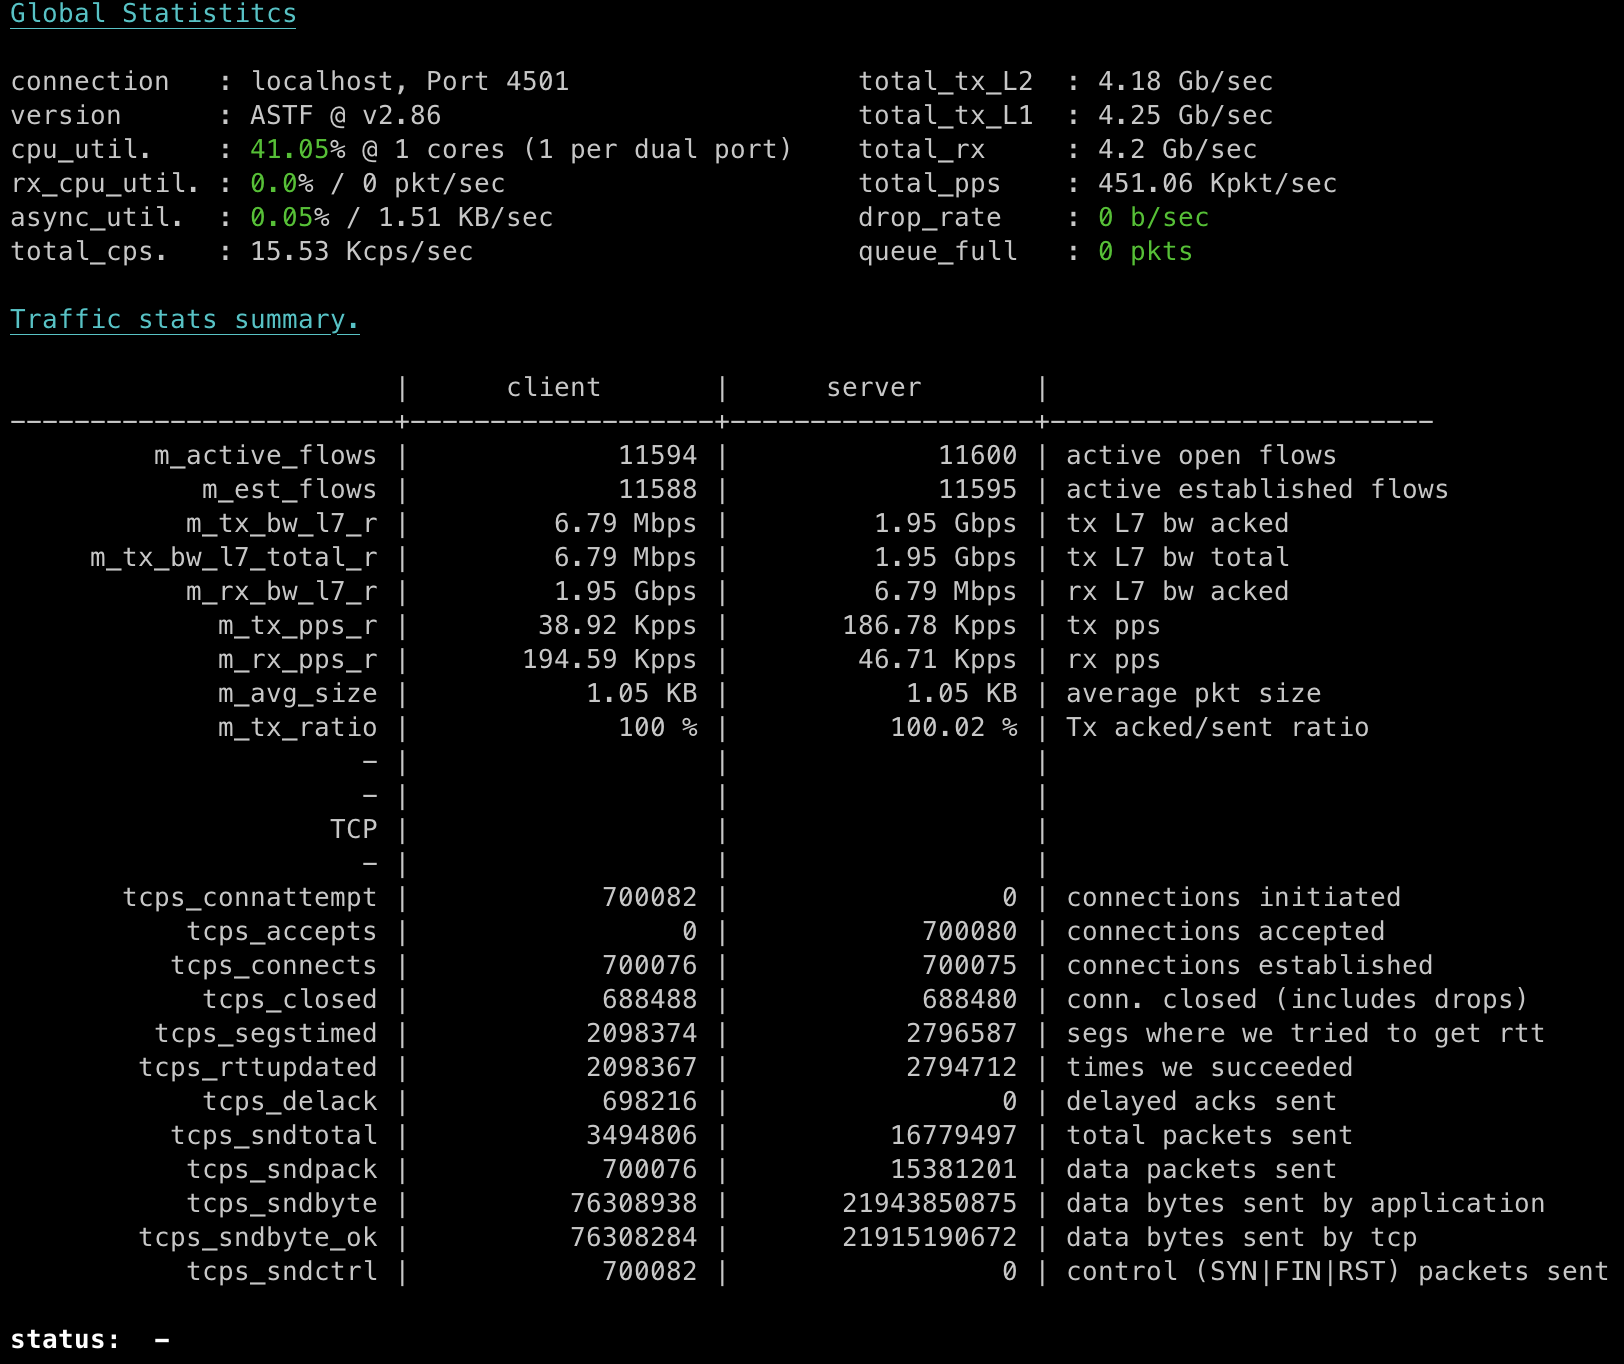 Global Statistitcs
connection   : localhost, Port 4501                  total_tx_L2  : 4.18 Gb/sec
version      : ASTF @ v2.86                          total_tx_L1  : 4.25 Gb/sec
cpu_util.    : 41.05% @ 1 cores (1 per dual port)    total_rx     : 4.2 Gb/sec
rx_cpu_util. : 0.0% / 0 pkt/sec                      total_pps    : 451.06 Kpkt/sec
async_util.  : 0.05% / 1.51 KB/sec                   drop_rate    : 0 b/sec
total_cps.   : 15.53 Kcps/sec                        queue_full   : 0 pkts
Traffic stats summary.
                        |      client       |      server       |
------------------------+-------------------+-------------------+------------------------
         m_active_flows |             11594 |             11600 | active open flows
            m_est_flows |             11588 |             11595 | active established flows
           m_tx_bw_l7_r |         6.79 Mbps |         1.95 Gbps | tx L7 bw acked
     m_tx_bw_l7_total_r |         6.79 Mbps |         1.95 Gbps | tx L7 bw total
           m_rx_bw_l7_r |         1.95 Gbps |         6.79 Mbps | rx L7 bw acked
             m_tx_pps_r |        38.92 Kpps |       186.78 Kpps | tx pps
             m_rx_pps_r |       194.59 Kpps |        46.71 Kpps | rx pps
             m_avg_size |           1.05 KB |           1.05 KB | average pkt size
             m_tx_ratio |             100 % |          100.02 % | Tx acked/sent ratio
                      - |                   |                   |
                      - |                   |                   |
                    TCP |                   |                   |
                      - |                   |                   |
       tcps_connattempt |            700082 |                 0 | connections initiated
           tcps_accepts |                 0 |            700080 | connections accepted
          tcps_connects |            700076 |            700075 | connections established
            tcps_closed |            688488 |            688480 | conn. closed (includes drops)
         tcps_segstimed |           2098374 |           2796587 | segs where we tried to get rtt
        tcps_rttupdated |           2098367 |           2794712 | times we succeeded
            tcps_delack |            698216 |                 0 | delayed acks sent
          tcps_sndtotal |           3494806 |          16779497 | total packets sent
           tcps_sndpack |            700076 |          15381201 | data packets sent
           tcps_sndbyte |          76308938 |       21943850875 | data bytes sent by application
        tcps_sndbyte_ok |          76308284 |       21915190672 | data bytes sent by tcp
           tcps_sndctrl |            700082 |                 0 | control (SYN|FIN|RST) packets sent
status:  -